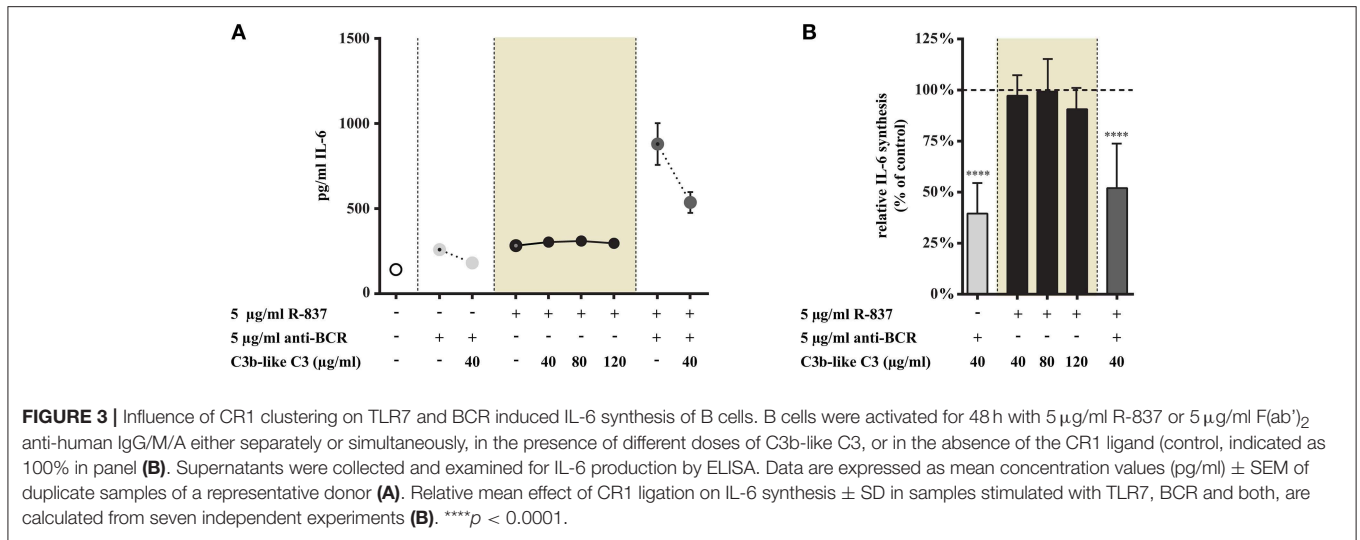 A
1500
1000
500
0
pg/ml IL-6
5 µg/ml R-837 - - - + + + + + +
5 µg/ml anti-BCR - + + - - - - + +
C3b-like C3 (µg/ml) - - 40 - 40 80 120 - 40
B
125%
100%
75%
50%
25%
0%
relative IL-6 synthesis
(% of control)
****
****
5 µg/ml R-837 - + + + +
5 µg/ml anti-BCR + - - - +
C3b-like C3 (µg/ml) 40 40 80 120 40
FIGURE 3 | Influence of CR1 clustering on TLR7 and BCR induced IL-6 synthesis of B cells. B cells were activated for 48 h with 5 µg/ml R-837 or 5 µg/ml F(ab')2
anti-human IgG/M/A either separately or simultaneously, in the presence of different doses of C3b-like C3, or in the absence of the CR1 ligand (control, indicated as
100% in panel (B). Supernatants were collected and examined for IL-6 production by ELISA. Data are expressed as mean concentration values (pg/ml) ± SEM of
duplicate samples of a representative donor (A). Relative mean effect of CR1 ligation on IL-6 synthesis ± SD in samples stimulated with TLR7, BCR and both, are
calculated from seven independent experiments (B). ****p < 0.0001.